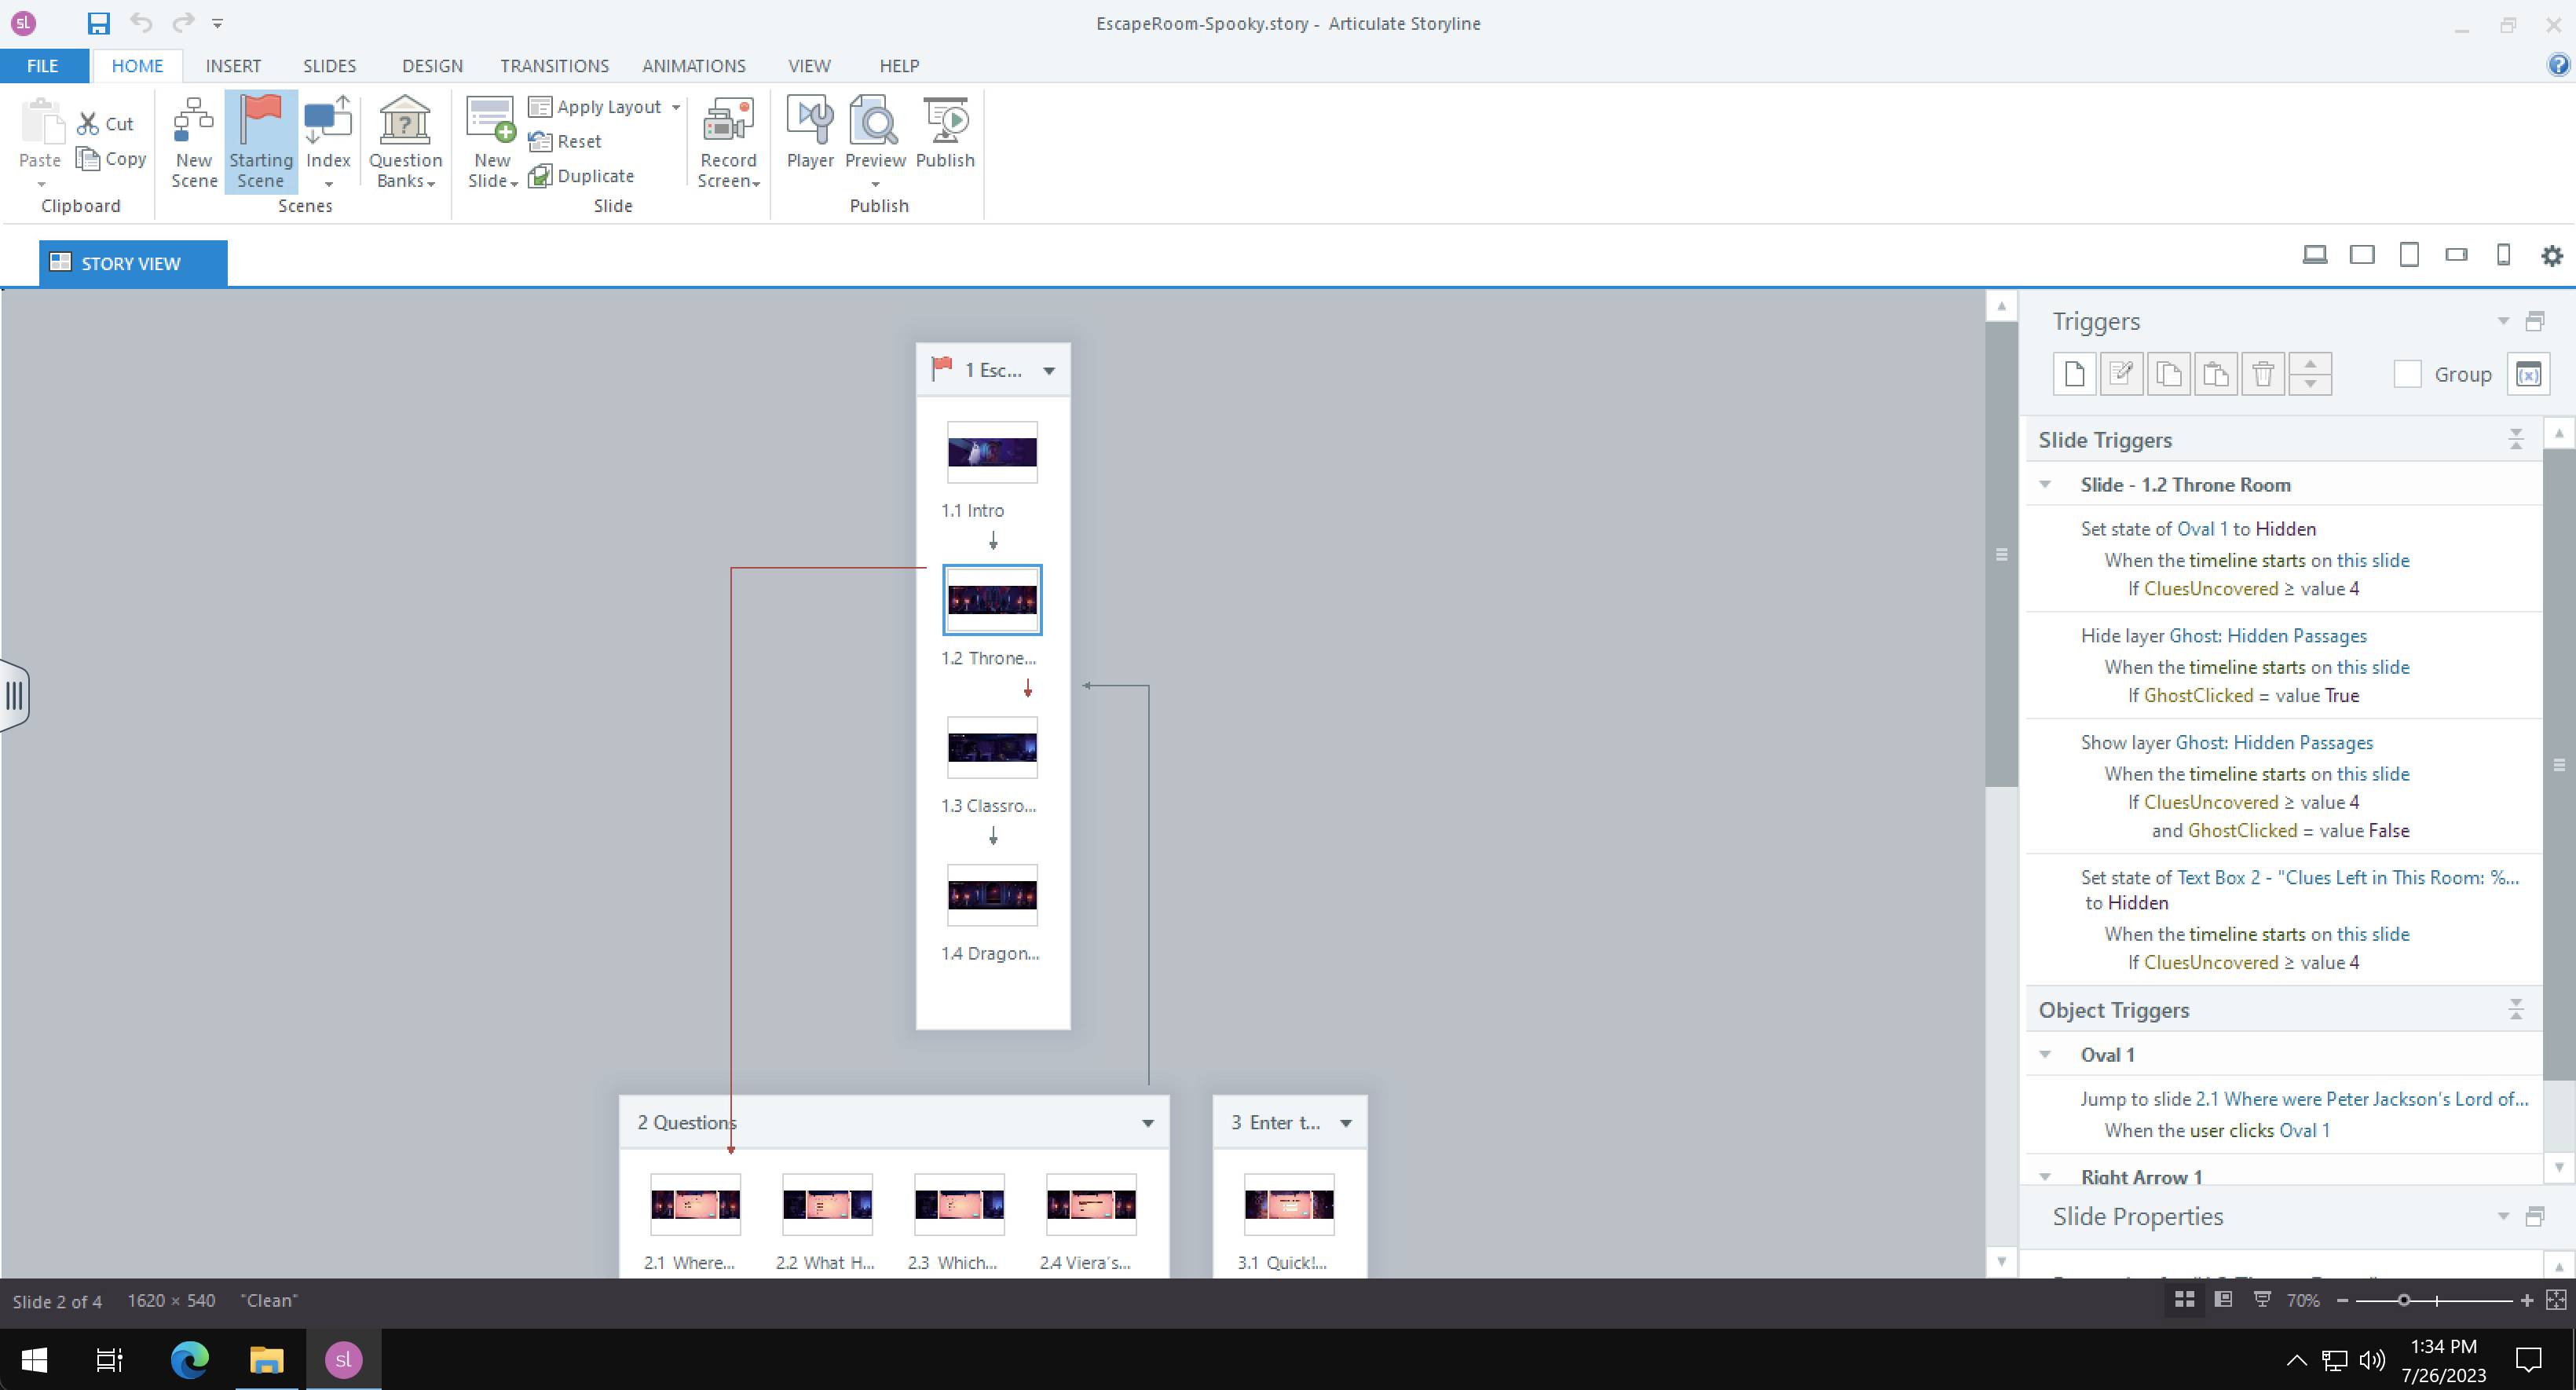 sl
EscapeRoom-Spooky.story - Articulate Storyline
FILE HOME INSERT SLIDES DESIGN TRANSITIONS ANIMATIONS VIEW HELP
Paste
Cut
Copy
Clipboard
New Scene
Starting Scene
Index
Question Banks
Scenes
New Slide
Apply Layout
Reset
Duplicate
Slide
Record Screen
Player
Preview
Publish
Publish
STORY VIEW
1 Esc...
1.1 Intro
1.2 Throne...
1.3 Classro...
1.4 Dragon...
2 Questions
2.1 Where...
2.2 What H...
2.3 Which...
2.4 Viera's...
3 Enter t...
3.1 Quick!...
Triggers
Group
Slide Triggers
Slide - 1.2 Throne Room
Set state of Oval 1 to Hidden
When the timeline starts on this slide
If CluesUncovered ≥ value 4
Hide layer Ghost: Hidden Passages
When the timeline starts on this slide
If GhostClicked = value True
Show layer Ghost: Hidden Passages
When the timeline starts on this slide
If CluesUncovered ≥ value 4
and GhostClicked = value False
Set state of Text Box 2 - "Clues Left in This Room: %...
to Hidden
When the timeline starts on this slide
If CluesUncovered ≥ value 4
Object Triggers
Oval 1
Jump to slide 2.1 Where were Peter Jackson's Lord of...
When the user clicks Oval 1
Right Arrow 1
Slide Properties
Slide 2 of 4 1620 × 540 "Clean"
70%
sl
1:34 PM
7/26/2023